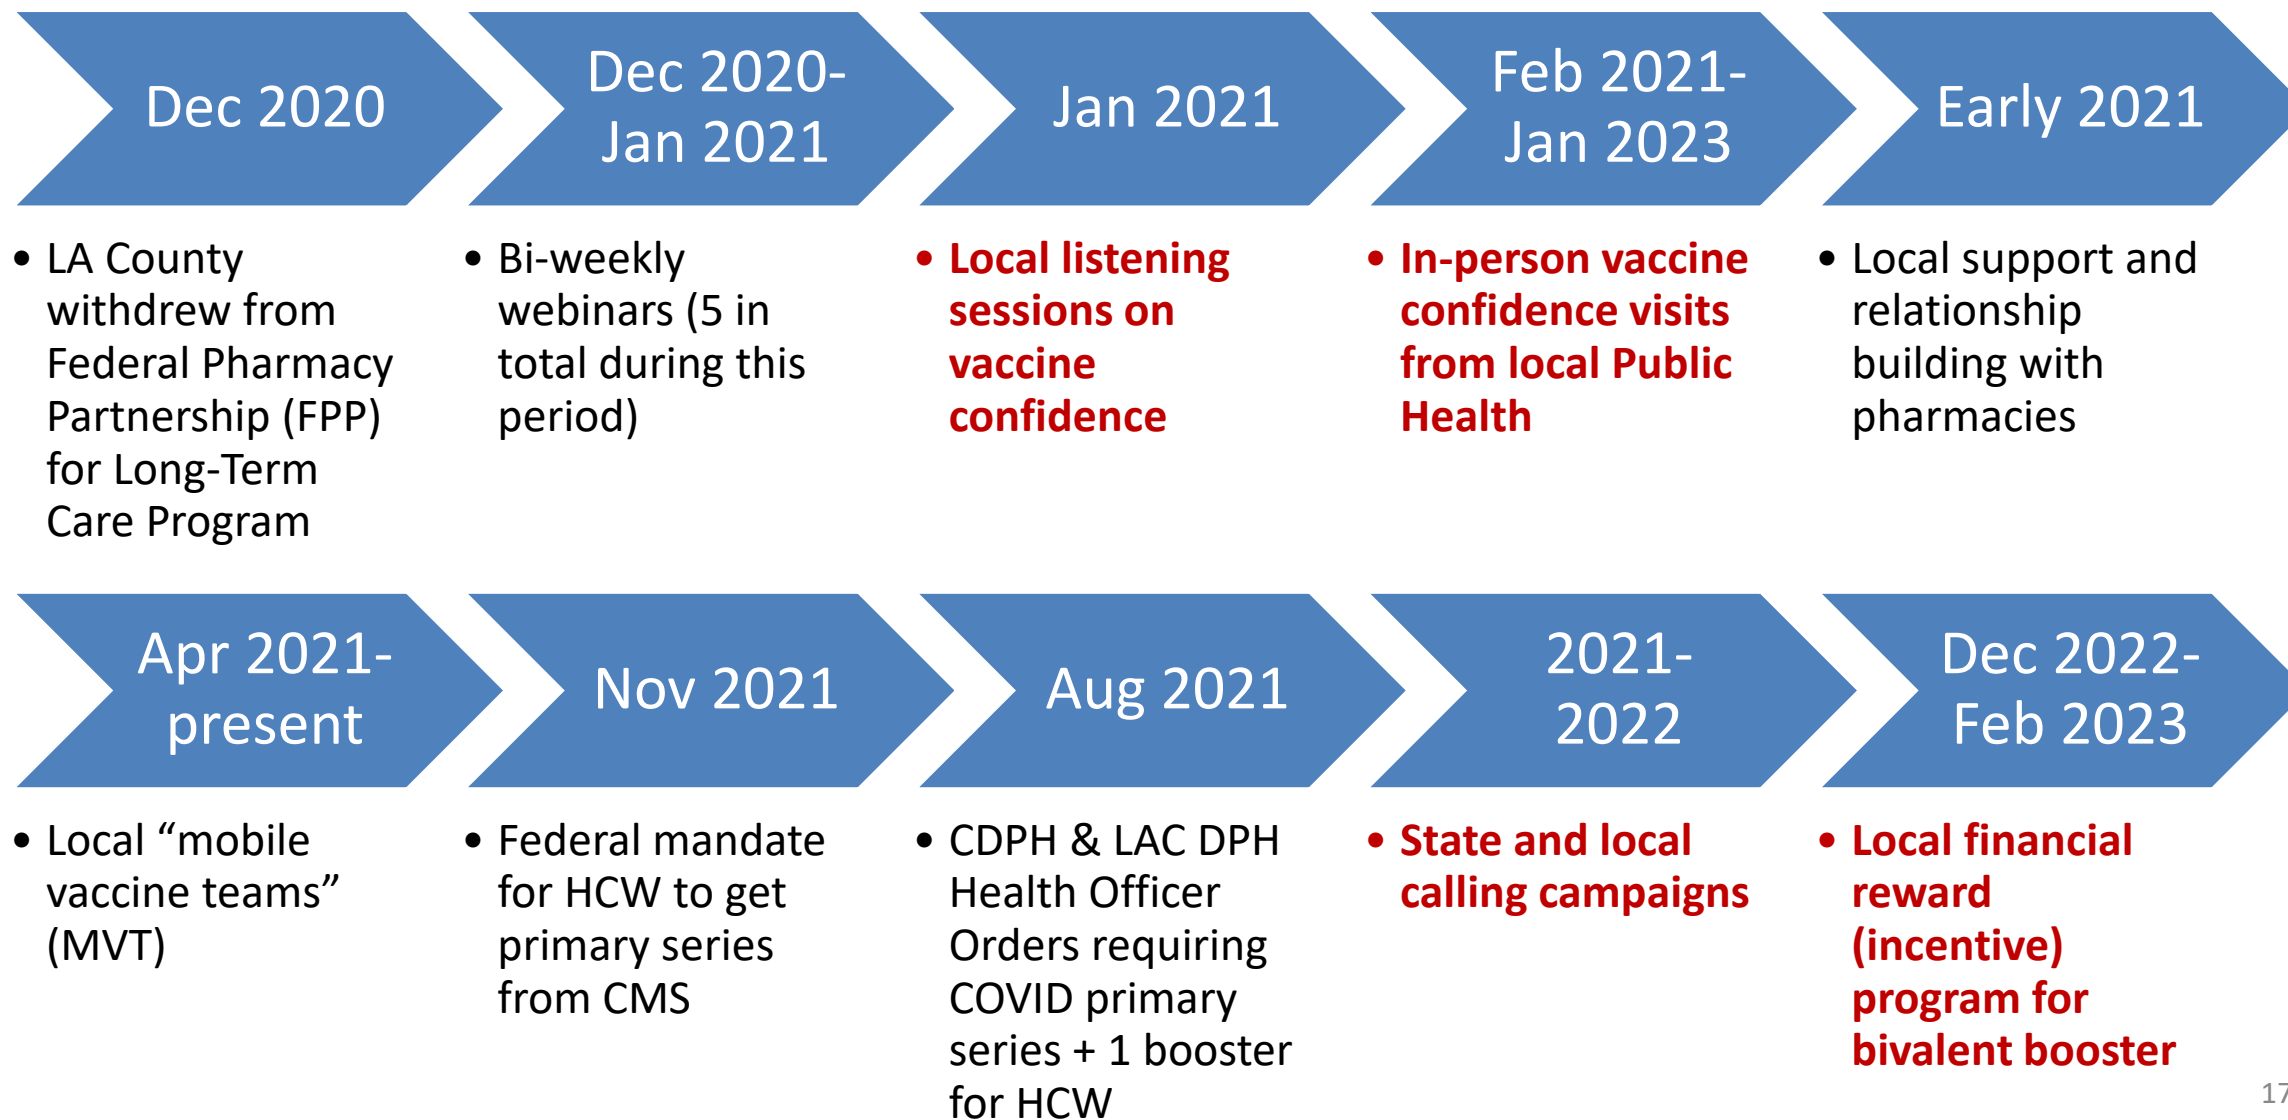 Dec 2020
Dec 2020-
Jan 2021
Jan 2021
Feb 2021-
Jan 2023
Early 2021
• LA County
withdrew from
Federal Pharmacy
Partnership (FPP)
for Long-Term
Care Program
• Bi-weekly
webinars (5 in
total during this
period)
• Local listening
sessions on
vaccine
confidence
• In-person vaccine
confidence visits
from local Public
Health
• Local support and
relationship
building with
pharmacies
Apr 2021-
present
Nov 2021
Aug 2021
2021-
2022
Dec 2022-
Feb 2023
• Local “mobile
vaccine teams”
(MVT)
• Federal mandate
for HCW to get
primary series
from CMS
• CDPH & LAC DPH
Health Officer
Orders requiring
COVID primary
series + 1 booster
for HCW
• State and local
calling campaigns
• Local financial
reward
(incentive)
program for
bivalent booster
17